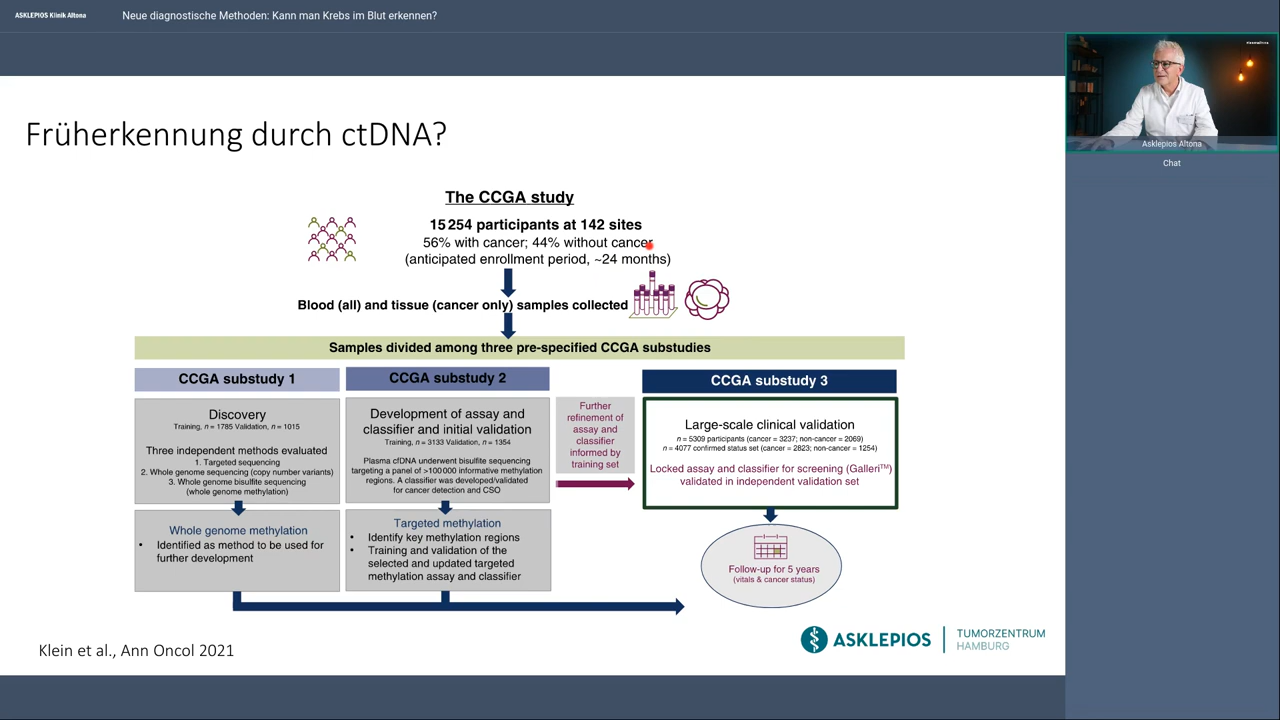 ASKLEPIOS Klinik Altona
Neue diagnostische Methoden: Kann man Krebs im Blut erkennen?
Früherkennung durch ctDNA?
The CCGA study
15 254 participants at 142 sites
56% with cancer; 44% without cancer
(anticipated enrollment period, ~24 months)
Blood (all) and tissue (cancer only) samples collected
Samples divided among three pre-specified CCGA substudies
CCGA substudy 1
Discovery
Training, n = 1785 Validation, n = 1015
Three independent methods evaluated
1. Targeted sequencing
2. Whole genome sequencing (copy number variants)
3. Whole genome bisulfite sequencing
(whole genome methylation)
Whole genome methylation
• Identified as method to be used for
further development
CCGA substudy 2
Development of assay and
classifier and initial validation
Training, n = 3133 Validation, n = 1354
Plasma cfDNA underwent bisulfite sequencing
targeting a panel of >100 000 informative methylation
regions. A classifier was developed/validated
for cancer detection and CSO
Targeted methylation
• Identify key methylation regions
• Training and validation of the
selected and updated targeted
methylation assay and classifier
Further
refinement of
assay and
classifier
informed by
training set
CCGA substudy 3
Large-scale clinical validation
n = 5309 participants (cancer = 3237; non-cancer = 2069)
n = 4077 confirmed status set (cancer = 2823; non-cancer = 1254)
Locked assay and classifier for screening (Galleri™)
validated in independent validation set
Follow-up for 5 years
(vitals & cancer status)
Klein et al., Ann Oncol 2021
ASKLEPIOS
TUMORZENTRUM
HAMBURG
Asklepios Altona
Chat